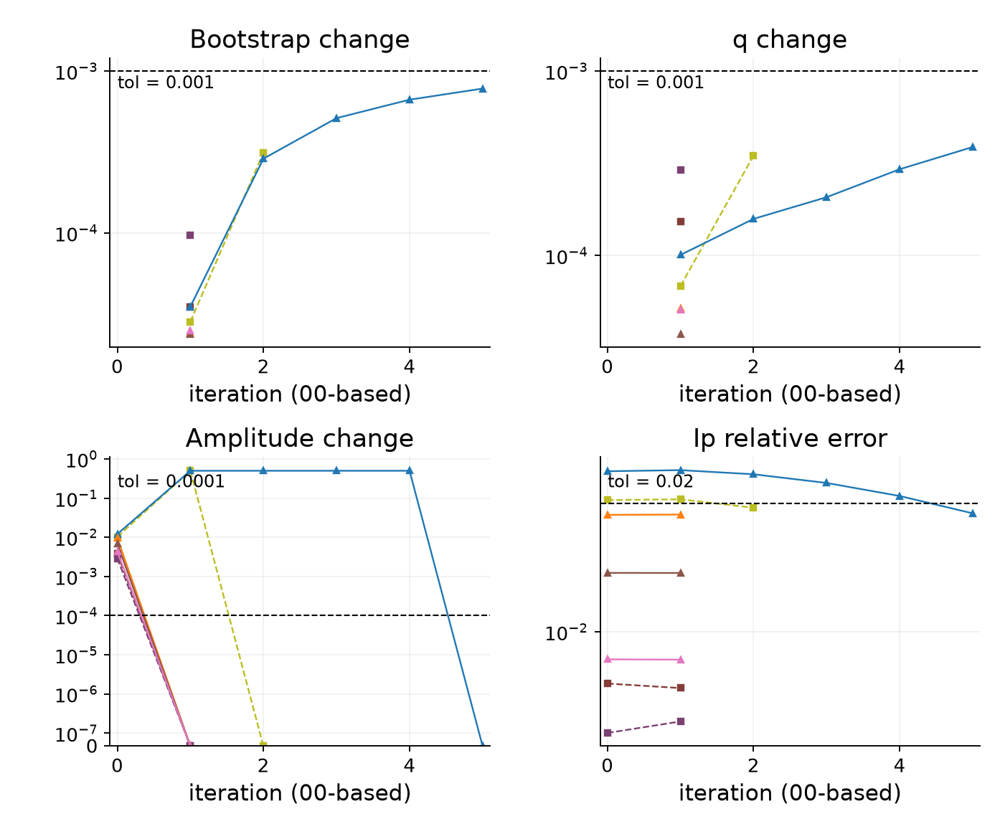 Bootstrap change
10⁻³
tol = 0.001
10⁻⁴
0 2 4
iteration (00-based)
q change
10⁻³
tol = 0.001
10⁻⁴
0 2 4
iteration (00-based)
Amplitude change
10⁰
tol = 0.0001
10⁻¹
10⁻²
10⁻³
10⁻⁴
10⁻⁵
10⁻⁶
10⁻⁷
0
0 2 4
iteration (00-based)
Ip relative error
tol = 0.02
10⁻²
0 2 4
iteration (00-based)